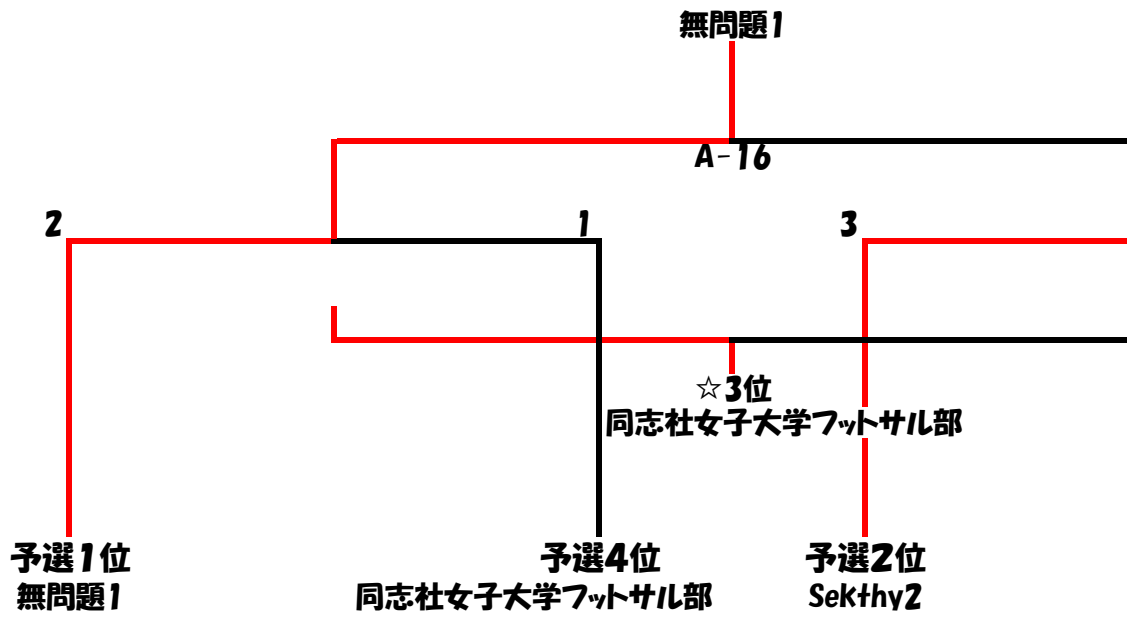 無問題1
A-16
2
1
3
☆3位
同志社女子大学フットサル部
予選1位
無問題1
予選4位
同志社女子大学フットサル部
予選2位
Sekthy2